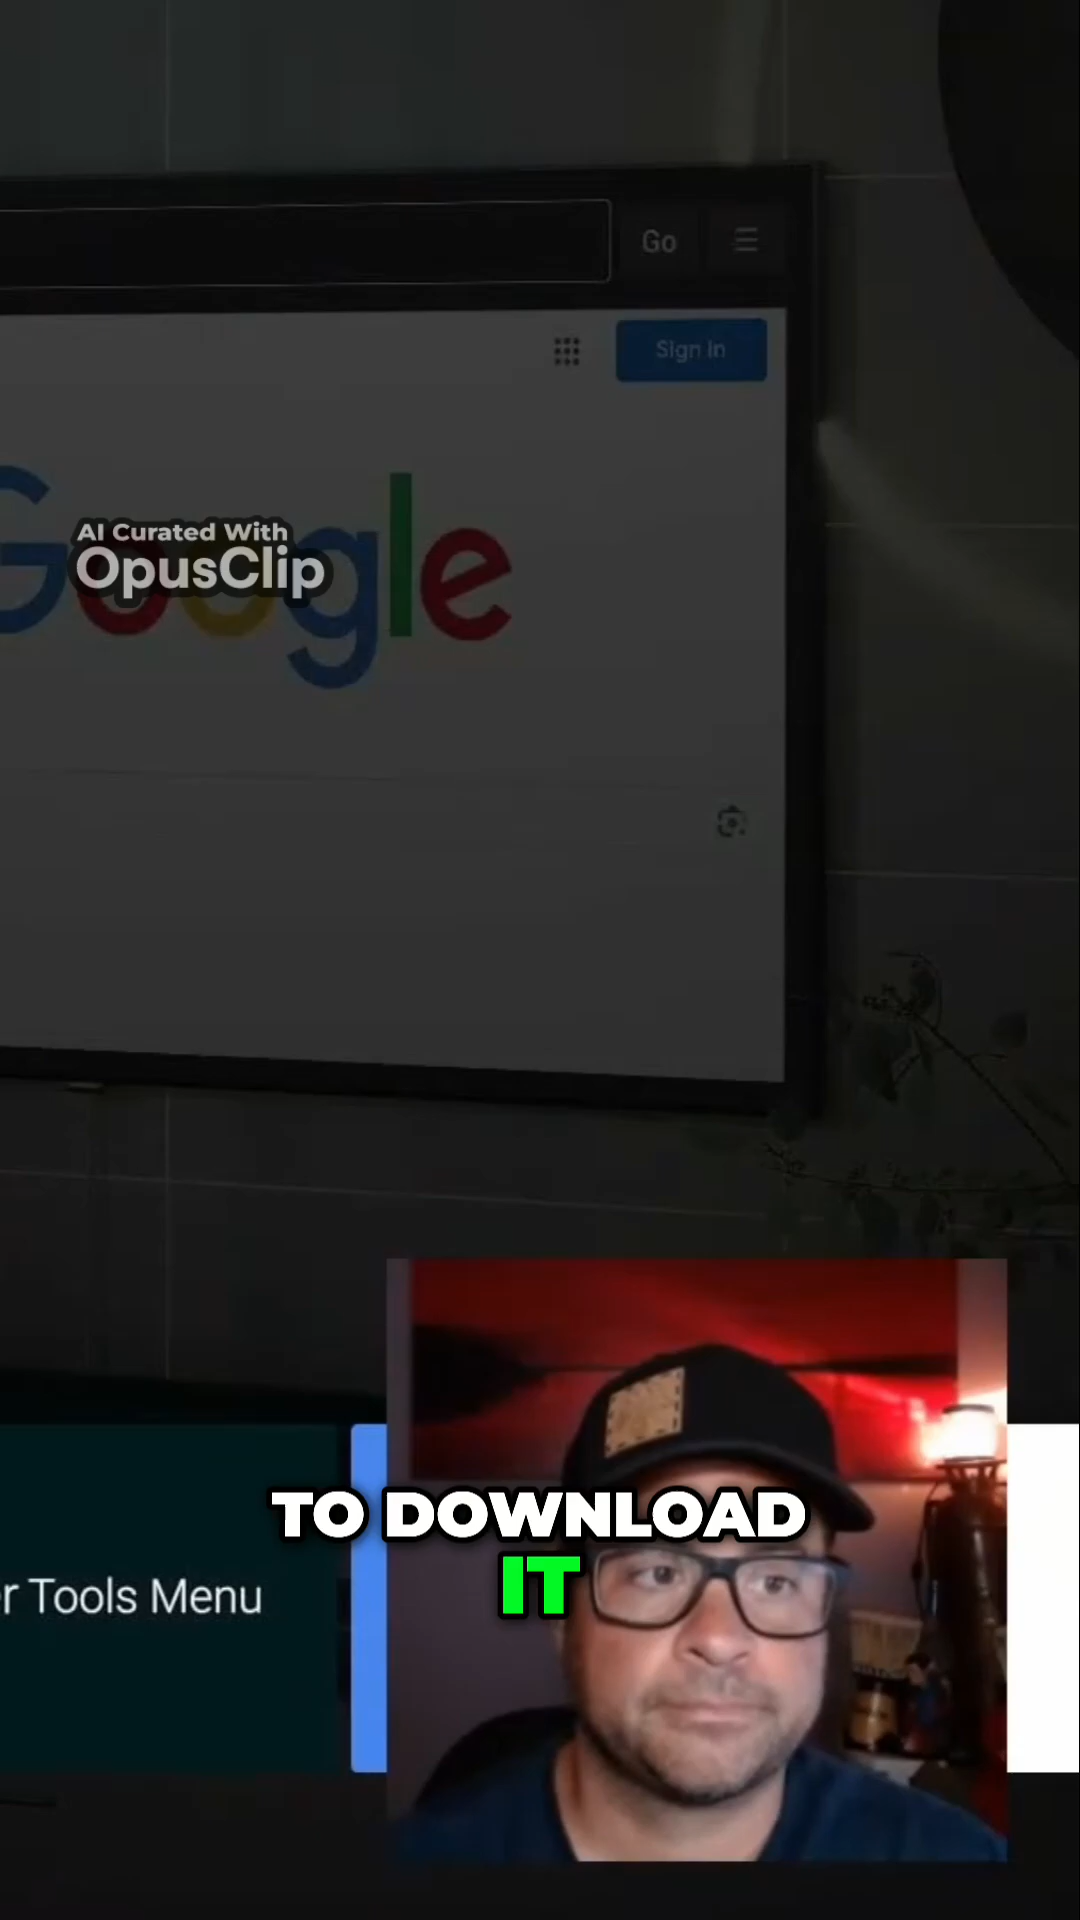 Go
Sign in
Google
AI Curated With
OpusClip
TO DOWNLOAD
IT
r Tools Menu